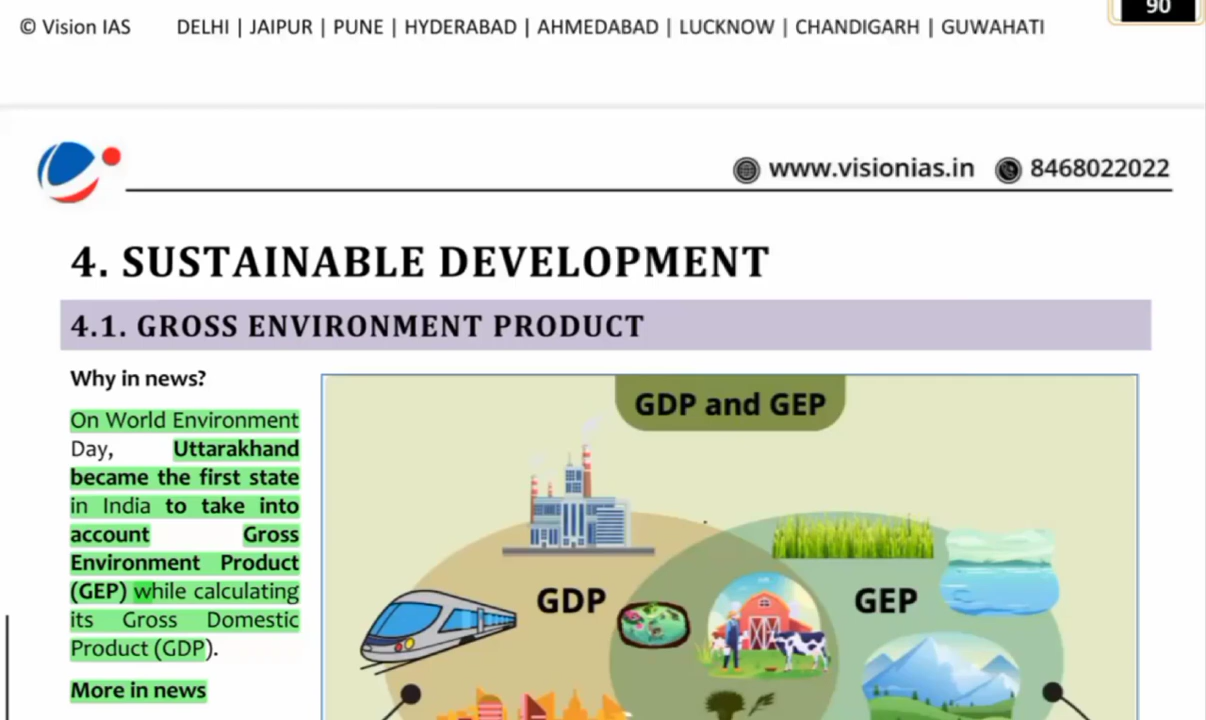 © Vision IAS DELHI | JAIPUR | PUNE | HYDERABAD | AHMEDABAD | LUCKNOW | CHANDIGARH | GUWAHATI
90
www.visionias.in 8468022022
4. SUSTAINABLE DEVELOPMENT
4.1. GROSS ENVIRONMENT PRODUCT
Why in news?
On World Environment
Day, Uttarakhand
became the first state
in India to take into
account Gross
Environment Product
(GEP) while calculating
its Gross Domestic
Product (GDP).
More in news
GDP and GEP
GDP
GEP